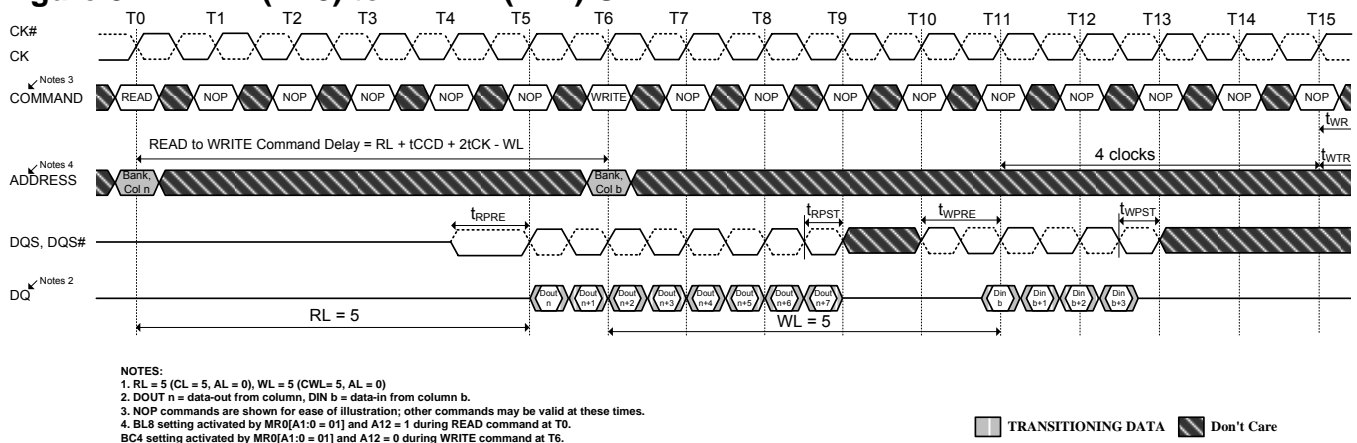 T0 T1 T2 T3 T4 T5 T6 T7 T8 T9 T10 T11 T12 T13 T14 T15
CK#
CK
Notes 3
COMMAND READ NOP NOP NOP NOP NOP WRITE NOP NOP NOP NOP NOP NOP NOP NOP NOP
tWR
READ to WRITE Command Delay = RL + tCCD + 2tCK - WL
4 clocks
tWTR
Notes 4
ADDRESS
Bank, Col n
Bank, Col b
tRPRE tRPST tWPRE tWPST
DQS, DQS#
Notes 2
DQ
Dout n
Dout n+1
Dout n+2
Dout n+3
Dout n+4
Dout n+5
Dout n+6
Dout n+7
Din b
Din b+1
Din b+2
Din b+3
RL = 5
WL = 5
NOTES:
1. RL = 5 (CL = 5, AL = 0), WL = 5 (CWL= 5, AL = 0)
2. DOUT n = data-out from column, DIN b = data-in from column b.
3. NOP commands are shown for ease of illustration; other commands may be valid at these times.
4. BL8 setting activated by MR0[A1:0 = 01] and A12 = 1 during READ command at T0.
BC4 setting activated by MR0[A1:0 = 01] and A12 = 0 during WRITE command at T6.
TRANSITIONING DATA
Don't Care